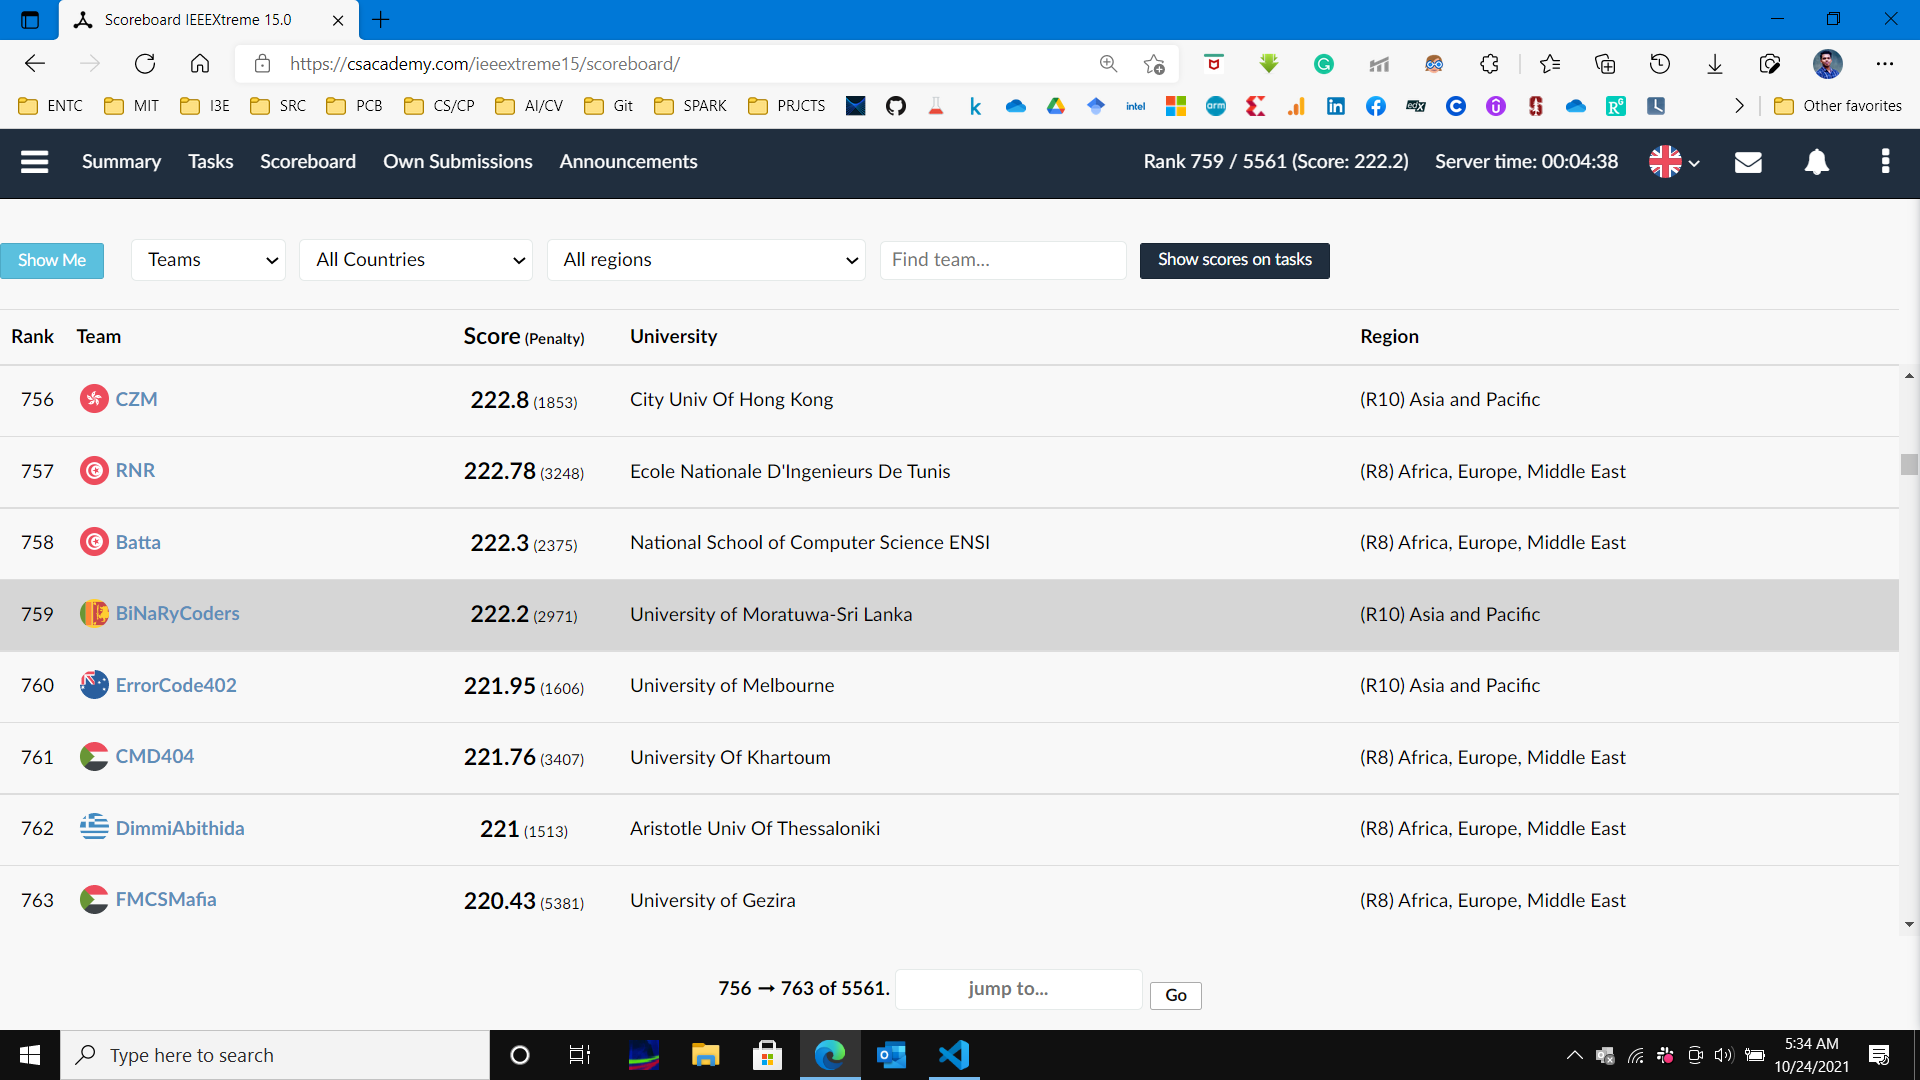 Scoreboard IEEEXtreme 15.0
https://csacademy.com/ieeextreme15/scoreboard/
ENTC MIT I3E SRC PCB CS/CP AI/CV Git SPARK PRJCTS intel arm edX Other favorites
Summary Tasks Scoreboard Own Submissions Announcements Rank 759 / 5561 (Score: 222.2) Server time: 00:04:38
Show Me Teams All Countries All regions Find team... Show scores on tasks
Rank Team Score (Penalty) University Region
756 CZM 222.8 (1853) City Univ Of Hong Kong (R10) Asia and Pacific
757 RNR 222.78 (3248) Ecole Nationale D'Ingenieurs De Tunis (R8) Africa, Europe, Middle East
758 Batta 222.3 (2375) National School of Computer Science ENSI (R8) Africa, Europe, Middle East
759 BiNaRyCoders 222.2 (2971) University of Moratuwa-Sri Lanka (R10) Asia and Pacific
760 ErrorCode402 221.95 (1606) University of Melbourne (R10) Asia and Pacific
761 CMD404 221.76 (3407) University Of Khartoum (R8) Africa, Europe, Middle East
762 DimmiAbithida 221 (1513) Aristotle Univ Of Thessaloniki (R8) Africa, Europe, Middle East
763 FMCSMafia 220.43 (5381) University of Gezira (R8) Africa, Europe, Middle East
756 → 763 of 5561. jump to... Go
Type here to search
5:34 AM
10/24/2021